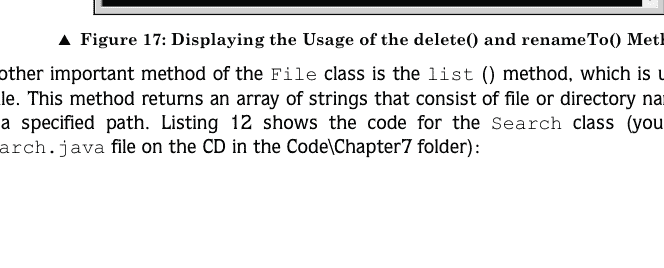 ▲ Figure 17: Displaying the Usage of the delete() and renameTo()
other important method of the File class is the list () method, which is
This method returns an array of strings that consist of file or directory
a specified path. Listing 12 shows the code for the Search class (you
arch.java file on the CD in the Code\Chapter7 folder):